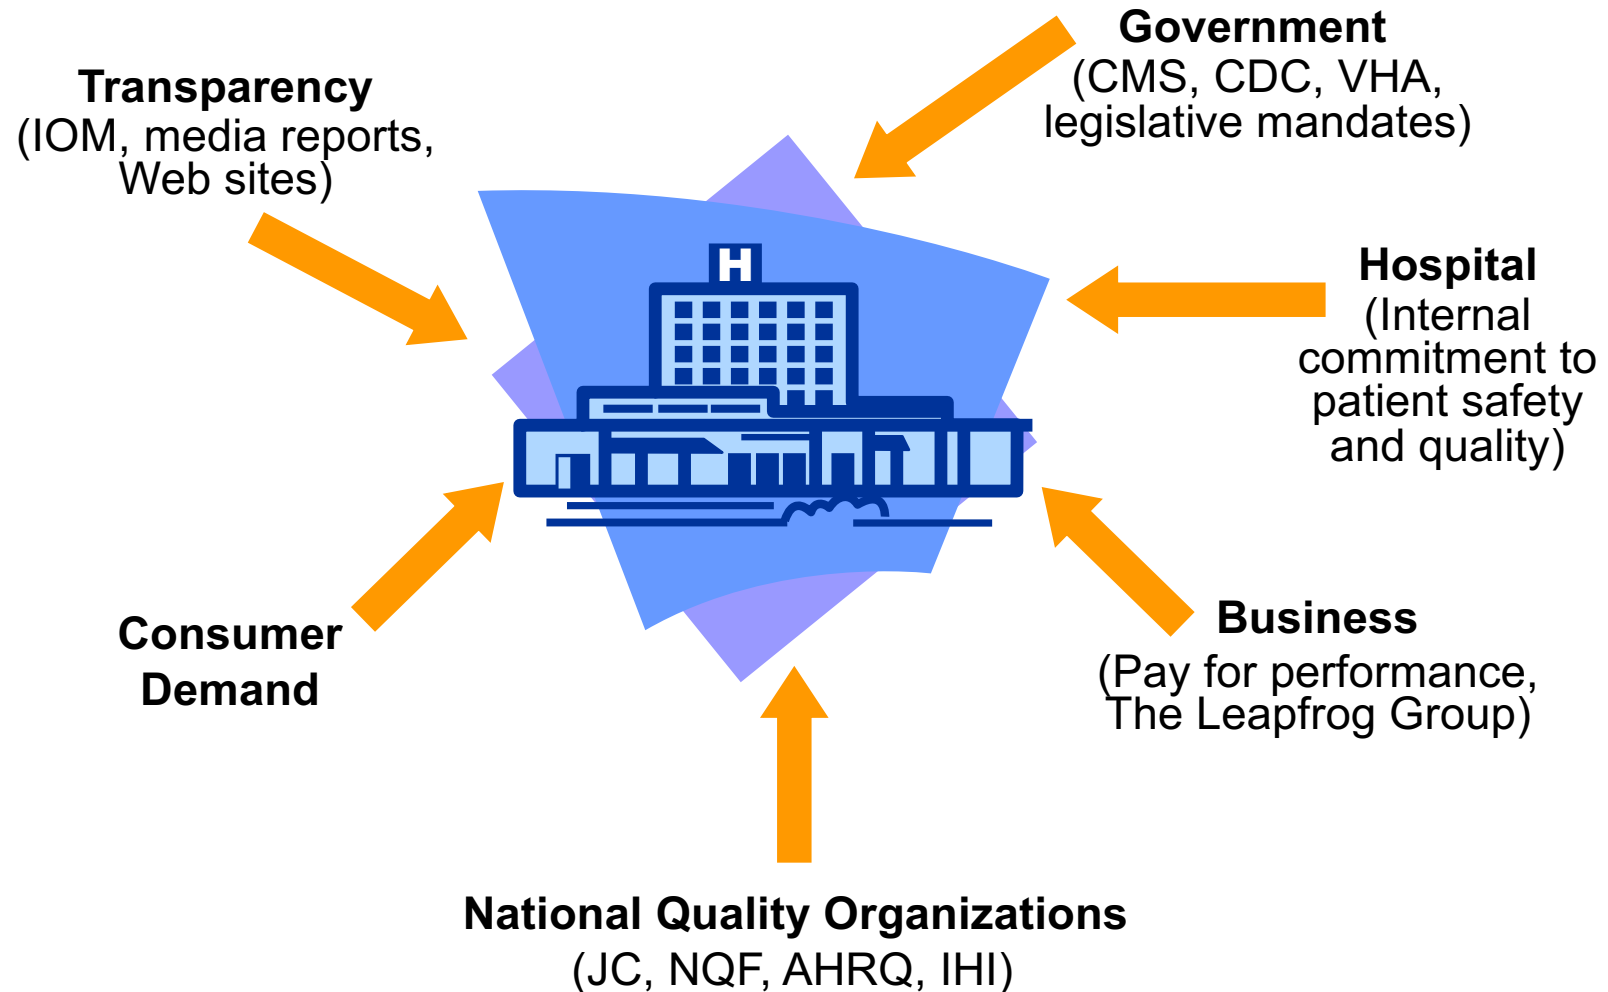 Government
(CMS, CDC, VHA,
legislative mandates)
Transparency
(IOM, media reports,
Web sites)
H
Hospital
(Internal
commitment to
patient safety
and quality)
Consumer
Demand
Business
(Pay for performance,
The Leapfrog Group)
National Quality Organizations
(JC, NQF, AHRQ, IHI)